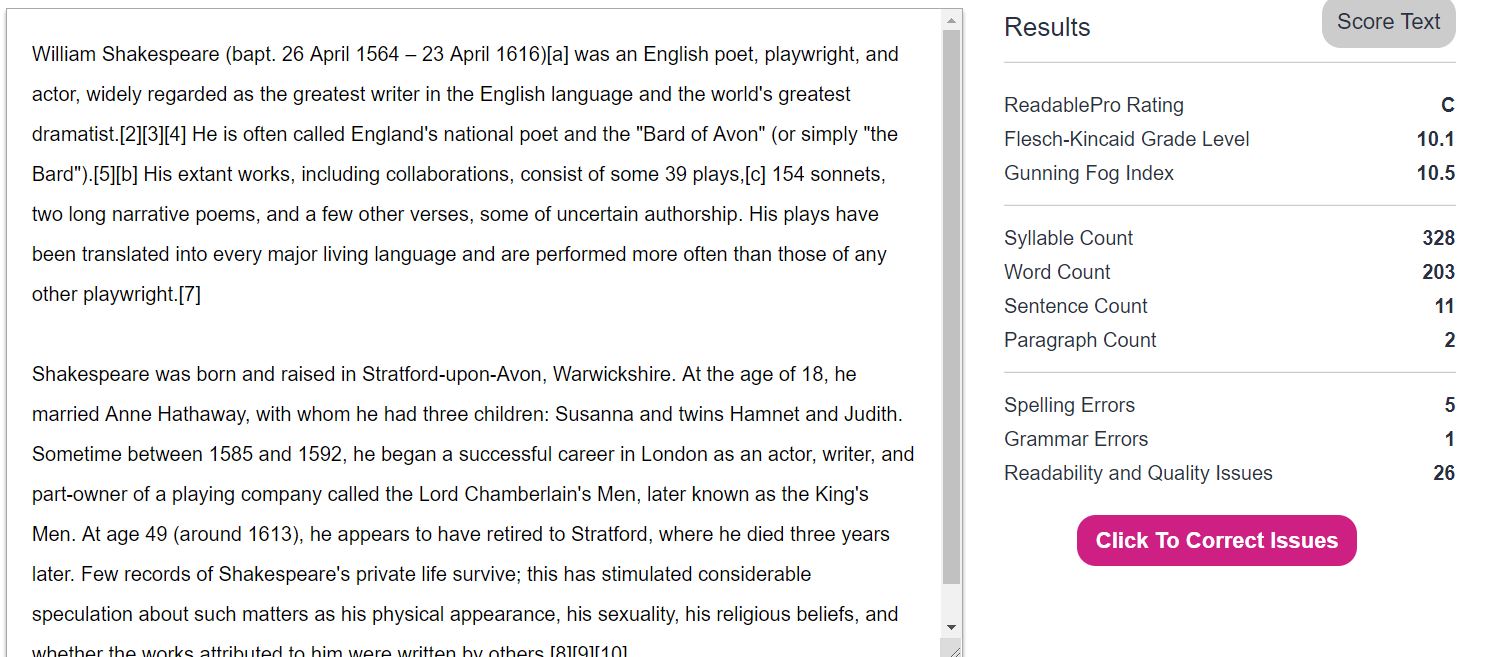 William Shakespeare (bapt. 26 April 1564 – 23 April 1616)[a] was an English poet, playwright, and
actor, widely regarded as the greatest writer in the English language and the world's greatest
dramatist.[2][3][4] He is often called England's national poet and the "Bard of Avon" (or simply "the
Bard").[5][b] His extant works, including collaborations, consist of some 39 plays,[c] 154 sonnets,
two long narrative poems, and a few other verses, some of uncertain authorship. His plays have
been translated into every major living language and are performed more often than those of any
other playwright.[7]
Shakespeare was born and raised in Stratford-upon-Avon, Warwickshire. At the age of 18, he
married Anne Hathaway, with whom he had three children: Susanna and twins Hamnet and Judith.
Sometime between 1585 and 1592, he began a successful career in London as an actor, writer, and
part-owner of a playing company called the Lord Chamberlain's Men, later known as the King's
Men. At age 49 (around 1613), he appears to have retired to Stratford, where he died three years
later. Few records of Shakespeare's private life survive; this has stimulated considerable
speculation about such matters as his physical appearance, his sexuality, his religious beliefs, and
whether the works attributed to him were written by others.[8][9][10]
Results
Score Text
ReadablePro Rating C
Flesch-Kincaid Grade Level 10.1
Gunning Fog Index 10.5
Syllable Count 328
Word Count 203
Sentence Count 11
Paragraph Count 2
Spelling Errors 5
Grammar Errors 1
Readability and Quality Issues 26
Click To Correct Issues